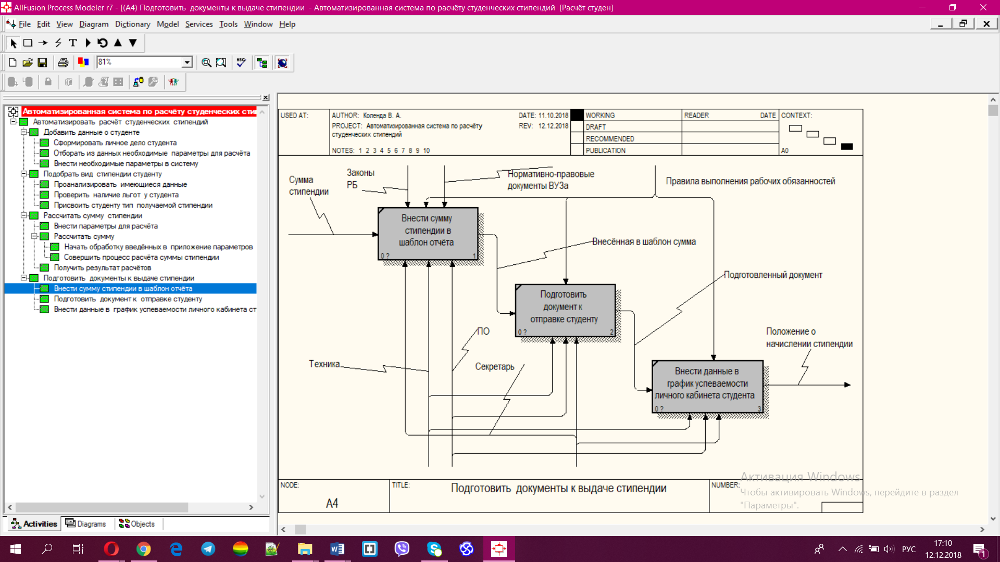 AllFusion Process Modeler r7 - [(A4) Подготовить  документы к выдаче стипендии  - Автоматизированная система по расчёту студенческих стипендий  [Расчёт студен]
File Edit View Diagram Dictionary Model Services Tools Window Help
81%
Автоматизированная система по расчёту студенческих сти
Автоматизировать расчёт студенческих стипендий
Добавить данные о студенте
Сформировать личное дело студента
Отборать из данных необходимые параметры для расчёта
Внести необходимые параметры в систему
Подобрать вид стипендии студенту
Проанализировать имеющиеся данные
Проверить наличие льгот у студента
Присвоить студенту тип получаемой стипендии
Рассчитать сумму стипендии
Внести параметры для расчёта
Рассчитать сумму
Начать обработку введённых в приложение параметров
Совершить процесс расчёта суммы стипендии
Получить результат расчётов
Подготовить документы к выдаче стипендии
Внести сумму стипендии в шаблон отчёта
Подготовить документ к отправке студенту
Внести данные в график успеваемости личного кабинета ст
Activities Diagrams Objects
USED AT:
AUTHOR: Коленда В. А.
DATE: 11.10.2018
PROJECT: Автоматизированная система по расчёту
студенческих стипендий
REV: 12.12.2018
NOTES: 1 2 3 4 5 6 7 8 9 10
WORKING
DRAFT
RECOMMENDED
PUBLICATION
READER DATE
CONTEXT:
A0
Сумма
стипендии
Законы
РБ
Нормативно-правовые
документы ВУЗа
Правила выполнения рабочих обязанностей
Внести сумму
стипендии в
шаблон отчёта
0 ? 1
Внесённая в шаблон сумма
Подготовленный документ
Подготовить
документ к
отправке студенту
0 ? 2
ПО
Техника
Секретарь
Положение о
начислении стипендии
Внести данные в
график успеваемости
личного кабинета студента
0 ? 3
NODE:
A4
TITLE:
Подготовить документы к выдаче стипендии
NUMBER:
Активация Windows
Чтобы активировать Windows, перейдите в раздел
"Параметры".
РУС
17:10
12.12.2018
1